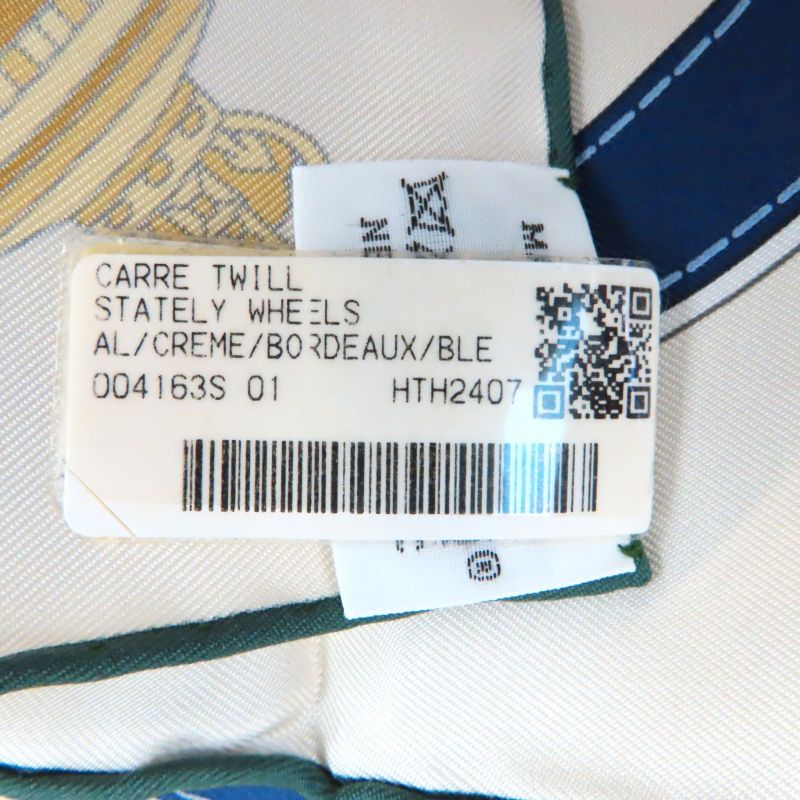 CARRE TWILL
STATELY WHEELS
AL/CREME/BORDEAUX/BLE
004163S 01 HTH2407